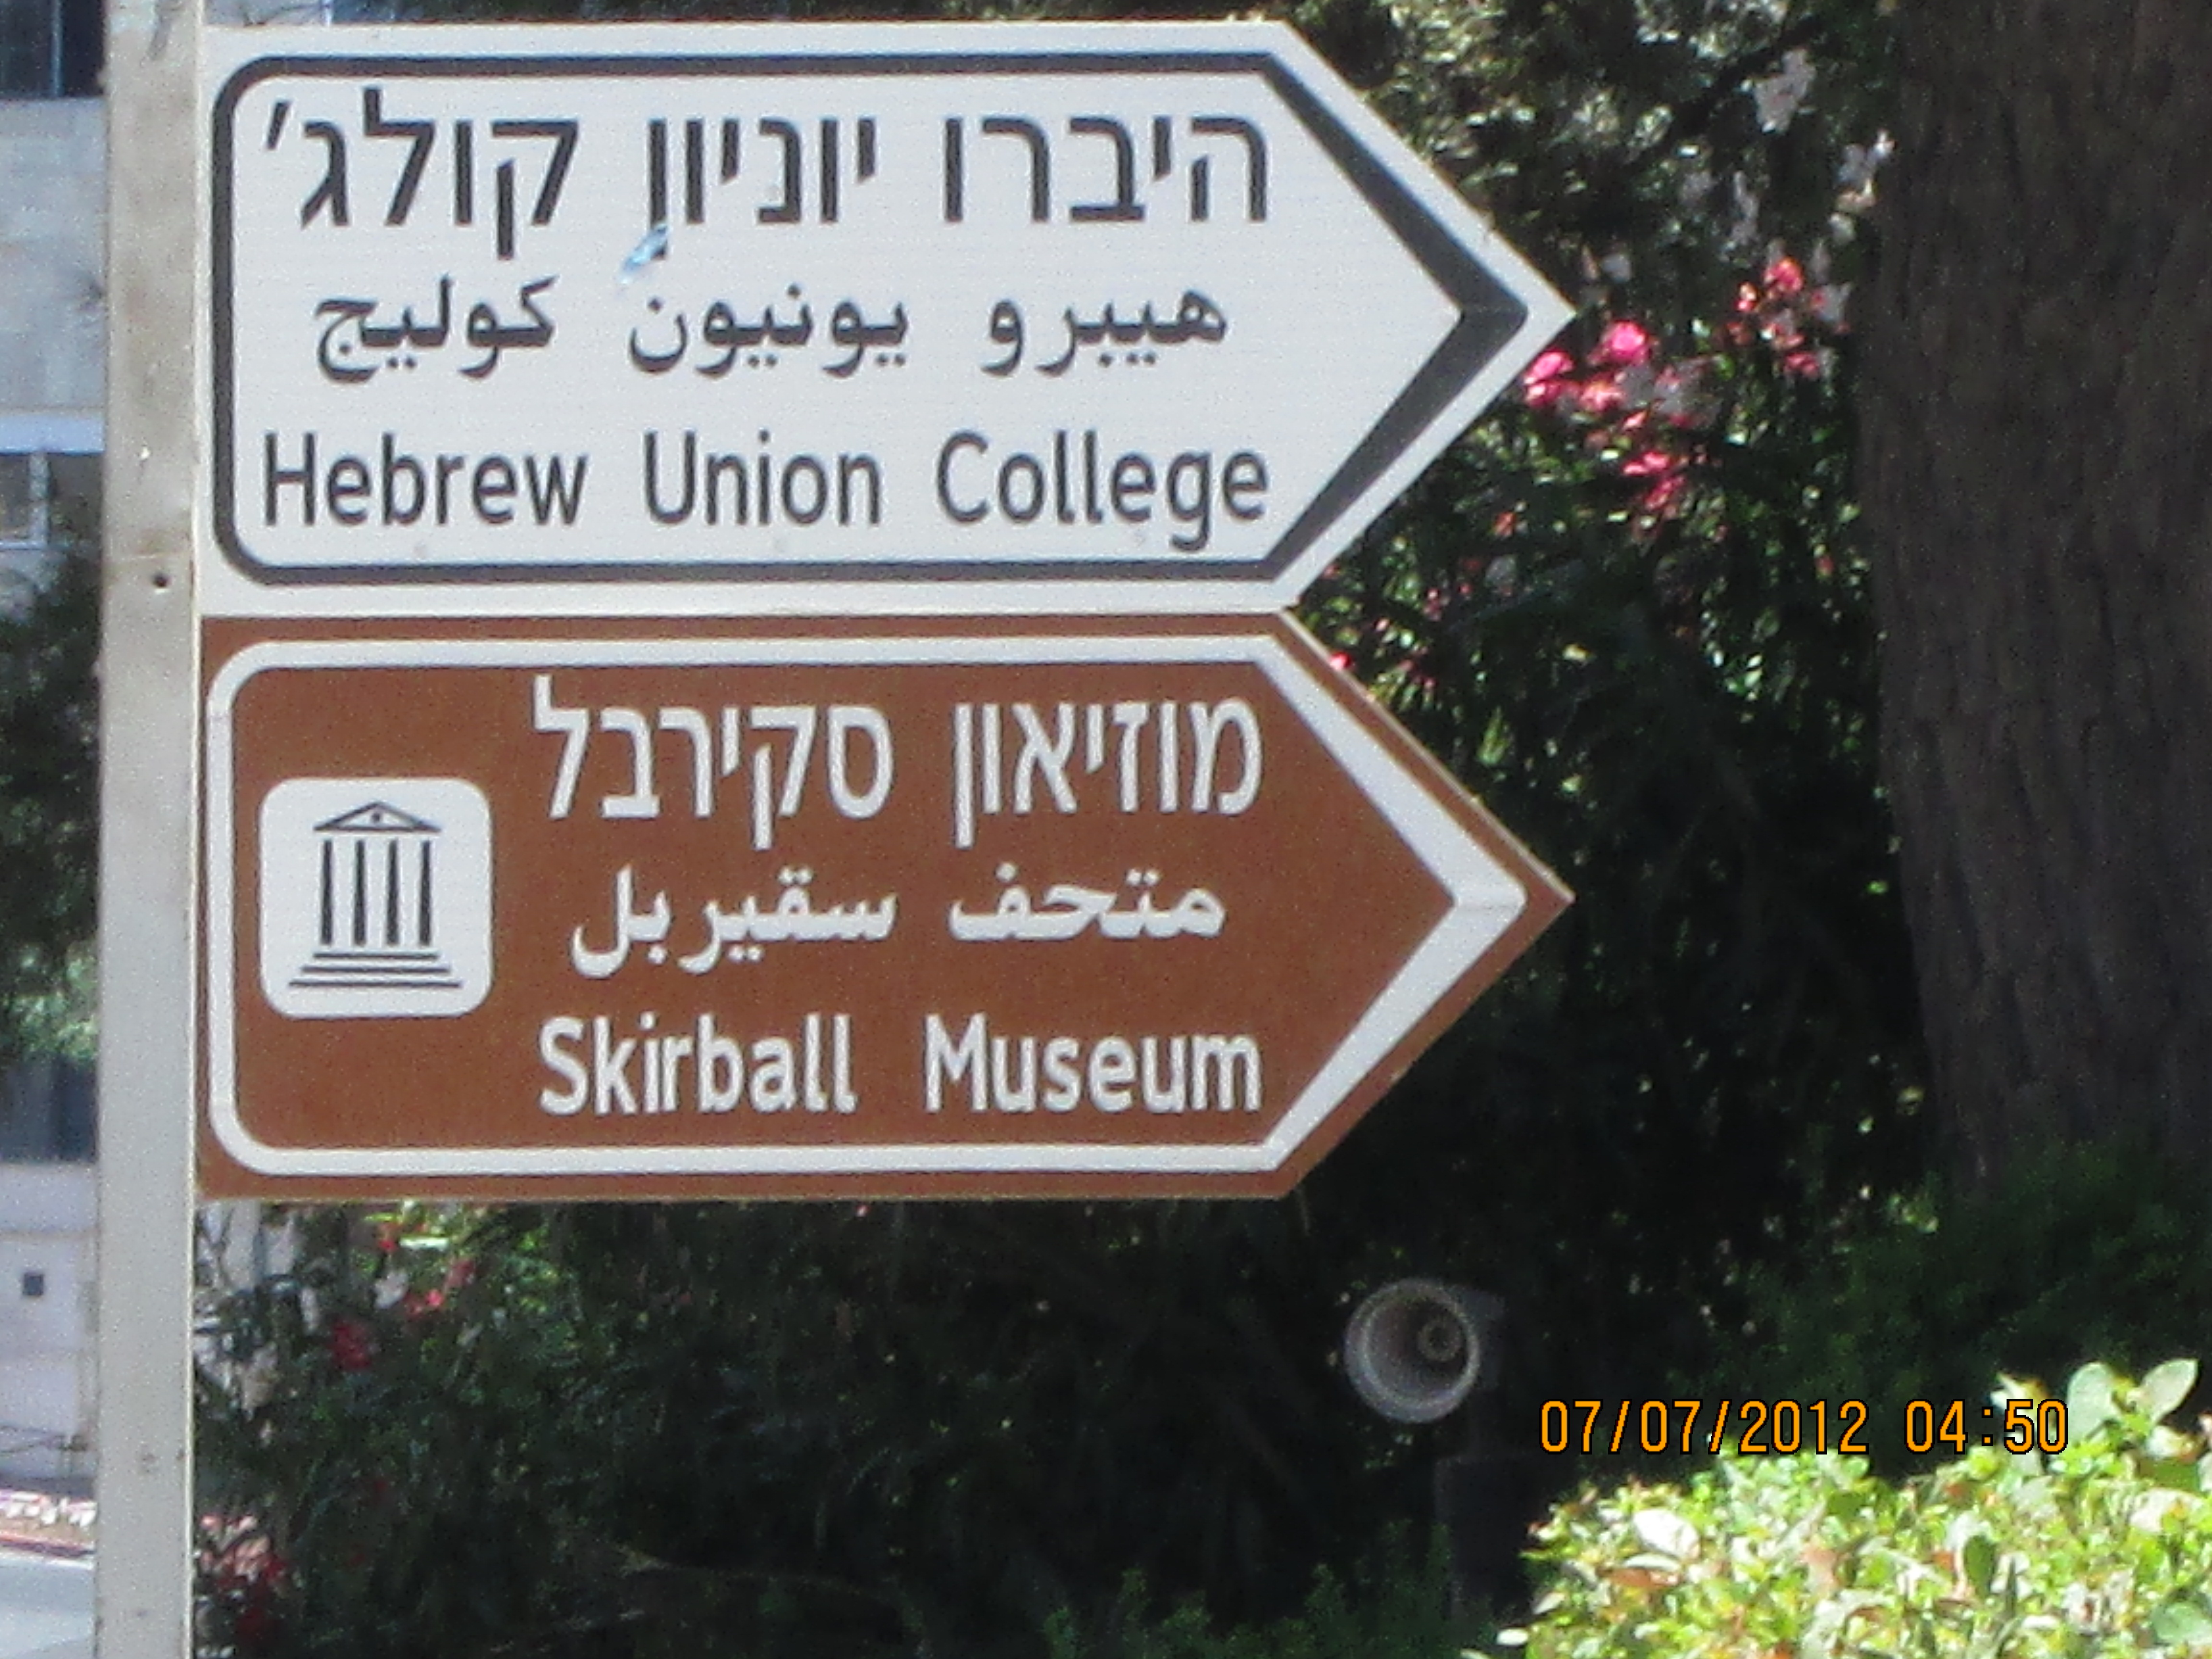 היברו יוניון קולג'
هيبرو يونيون كوليج
Hebrew Union College
מוזיאון סקירבל
متحف سقيربل
Skirball Museum
07/07/2012 04:50